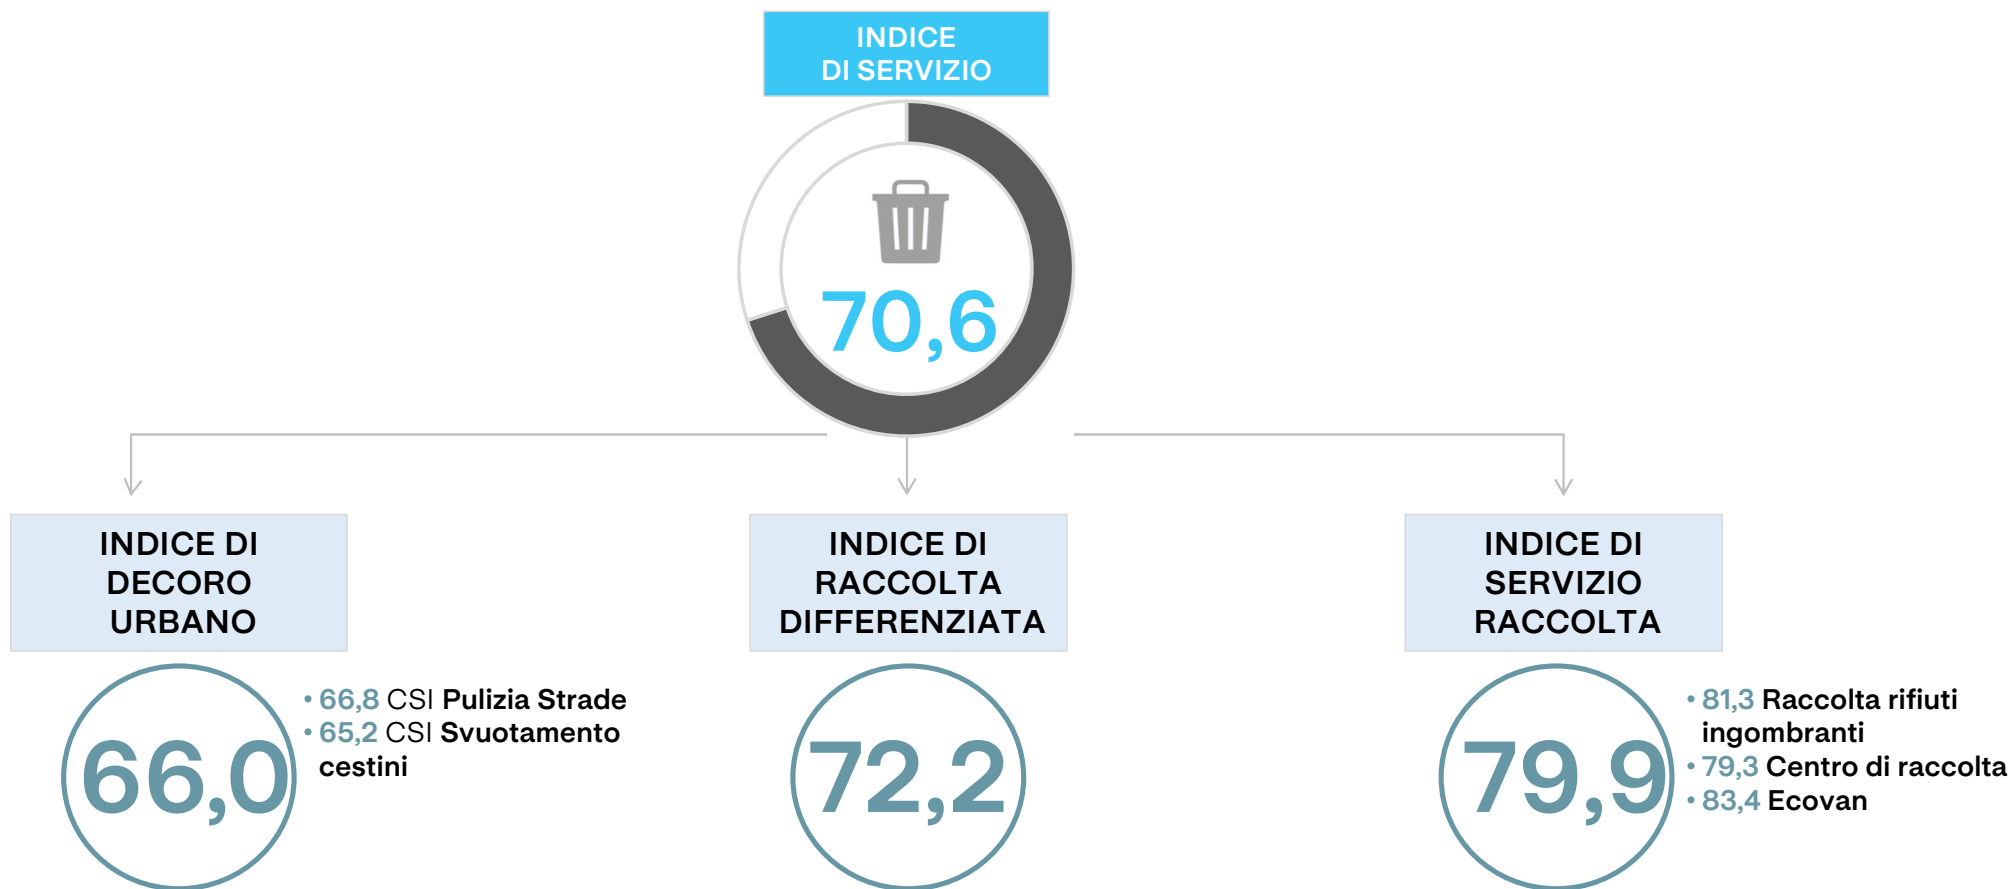 INDICE
DI SERVIZIO
70,6
INDICE DI
DECORO
URBANO
66,0
• 66,8 CSI Pulizia Strade
• 65,2 CSI Svuotamento
cestini
INDICE DI
RACCOLTA
DIFFERENZIATA
72,2
INDICE DI
SERVIZIO
RACCOLTA
79,9
• 81,3 Raccolta rifiuti
ingombranti
• 79,3 Centro di raccolta
• 83,4 Ecovan